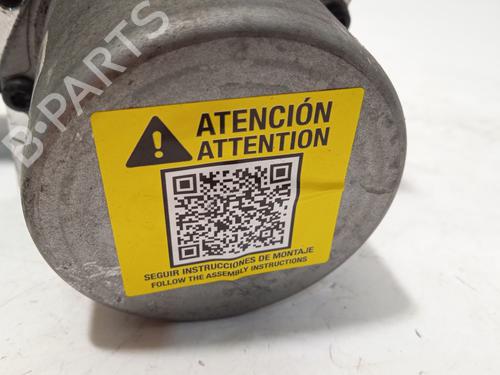 B-PARTS
ATENCIÓN
ATTENTION
SEGUIR INSTRUCCIONES DE MONTAJE
FOLLOW THE ASSEMBLY INSTRUCTIONS